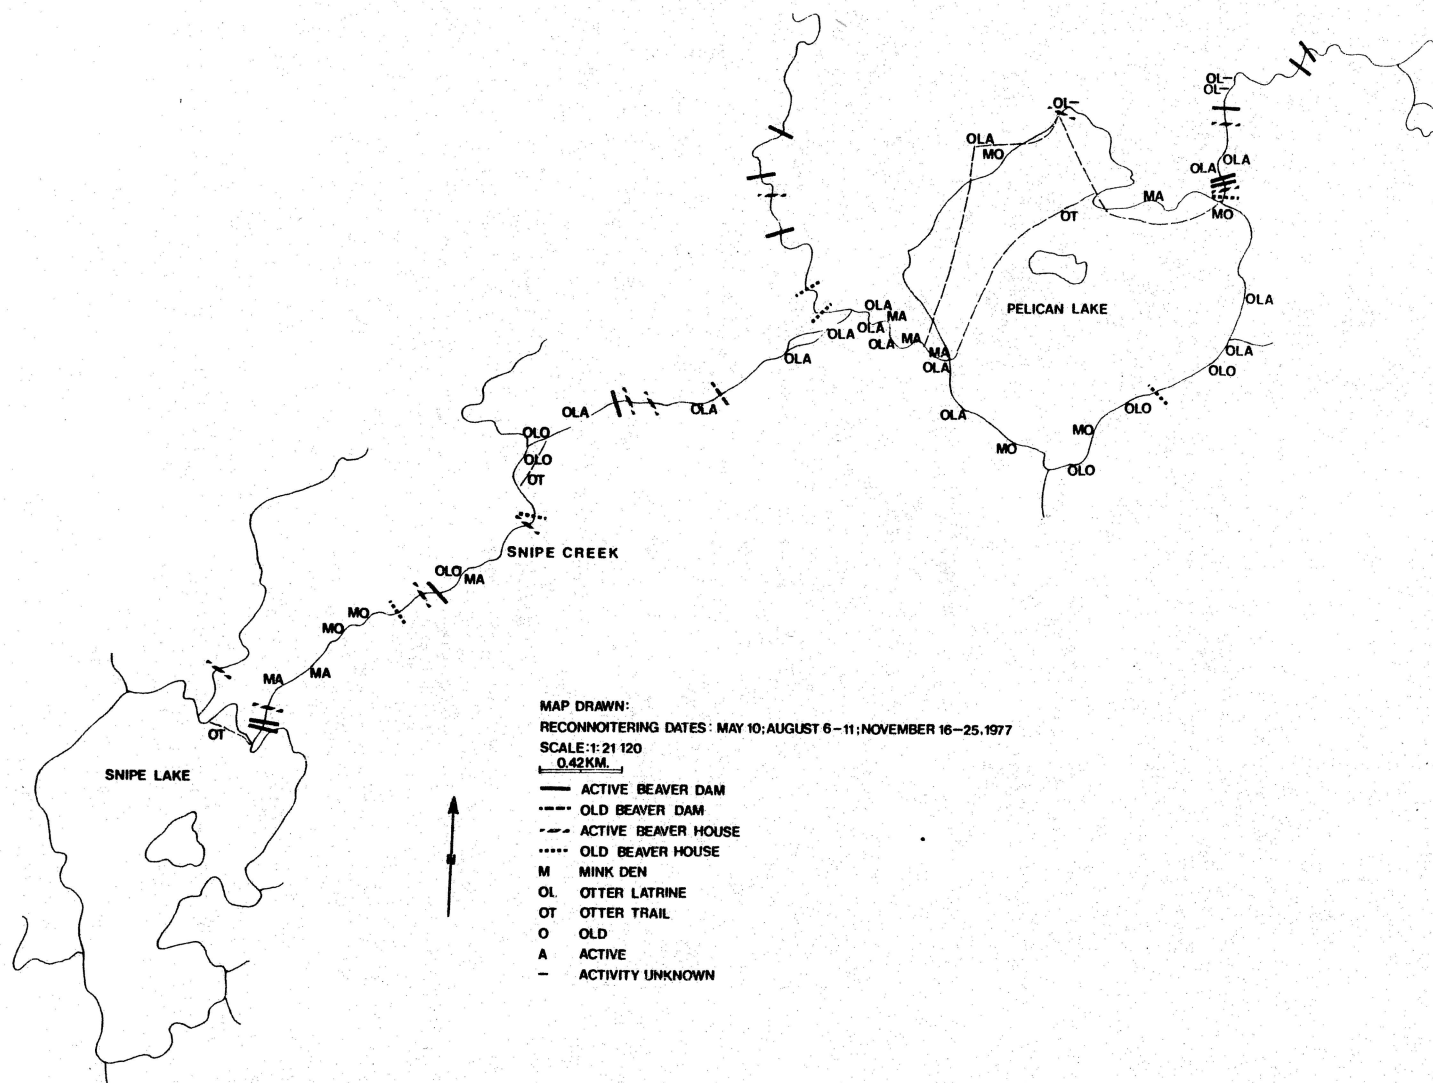 OL-
OL-
OL-
OLA
MO
OLA
OLA
MA
OT
MO
OLA
PELICAN LAKE
OLA
MA
OLA
OLA
MA
OLA
MA
OLA
OLA
OLA
OLO
OLA
OLA
OLA
OLO
MO
MO
OLO
OLO
OLO
OT
SNIPE CREEK
OLO
MA
MO
MO
MA
MA
OT
SNIPE LAKE
N
MAP DRAWN:
RECONNOITERING DATES: MAY 10; AUGUST 6-11; NOVEMBER 16-25, 1977
SCALE: 1: 21 120
0.42 KM.
ACTIVE BEAVER DAM
OLD BEAVER DAM
ACTIVE BEAVER HOUSE
OLD BEAVER HOUSE
M MINK DEN
OL OTTER LATRINE
OT OTTER TRAIL
O OLD
A ACTIVE
– ACTIVITY UNKNOWN